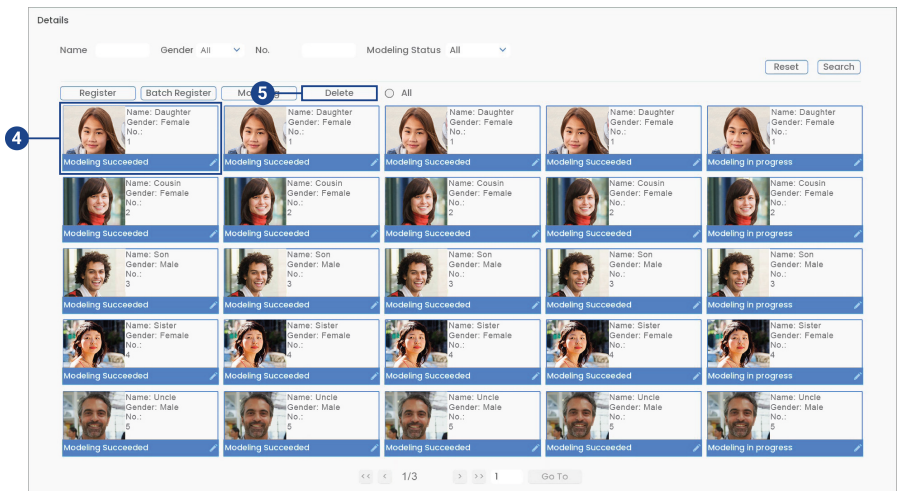 Details
Name Gender All No. Modeling Status All
Reset Search
Register Batch Register 5 Delete All
4
Name: Daughter Name: Daughter Name: Daughter Name: Daughter Name: Daughter
Gender: Female Gender: Female Gender: Female Gender: Female Gender: Female
No.: No.: No.: No.: No.:
1 1 1 1 1
Modeling Succeeded Modeling Succeeded Modeling Succeeded Modeling Succeeded Modeling in progress
Name: Cousin Name: Cousin Name: Cousin Name: Cousin Name: Cousin
Gender: Female Gender: Female Gender: Female Gender: Female Gender: Female
No.: No.: No.: No.: No.:
2 2 2 2 2
Modeling Succeeded Modeling Succeeded Modeling Succeeded Modeling Succeeded Modeling in progress
Name: Son Name: Son Name: Son Name: Son Name: Son
Gender: Male Gender: Male Gender: Male Gender: Male Gender: Male
No.: No.: No.: No.: No.:
3 3 3 3 3
Modeling Succeeded Modeling Succeeded Modeling Succeeded Modeling Succeeded Modeling in progress
Name: Sister Name: Sister Name: Sister Name: Sister Name: Sister
Gender: Female Gender: Female Gender: Female Gender: Female Gender: Female
No.: No.: No.: No.: No.:
4 4 4 4 4
Modeling Succeeded Modeling Succeeded Modeling Succeeded Modeling Succeeded Modeling in progress
Name: Uncle Name: Uncle Name: Uncle Name: Uncle Name: Uncle
Gender: Male Gender: Male Gender: Male Gender: Male Gender: Male
No.: No.: No.: No.: No.:
5 5 5 5 5
Modeling Succeeded Modeling Succeeded Modeling Succeeded Modeling Succeeded Modeling in progress
<< < 1/3 > >> 1 Go To